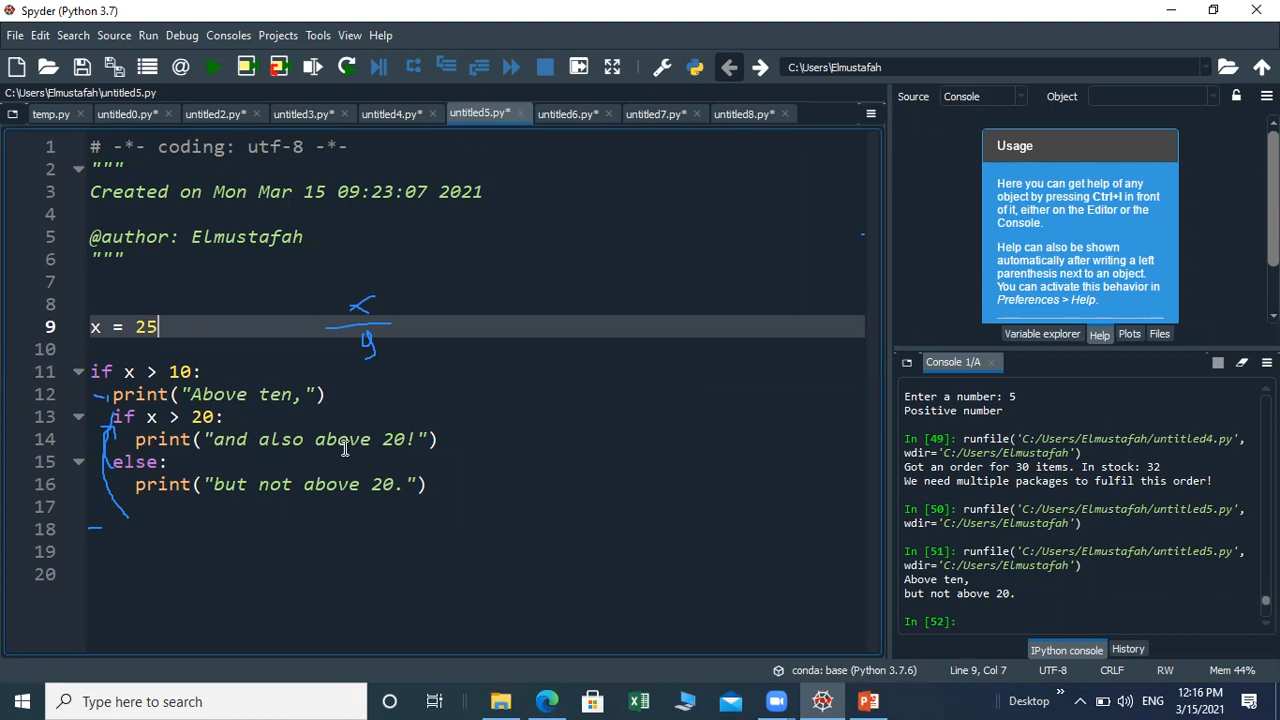 Spyder (Python 3.7)
File Edit Search Source Run Debug Consoles Projects Tools View Help
C:\Users\Elmustafah
C:\Users\Elmustafah\untitled5.py
temp.py untitled0.py* untitled2.py* untitled3.py* untitled4.py* untitled5.py* untitled6.py* untitled7.py* untitled8.py*
1 # -*- coding: utf-8 -*-
2 """
3 Created on Mon Mar 15 09:23:07 2021
4
5 @author: Elmustafah
6 """
7
8
x
9 x = 25
y
10
11 if x > 10:
12 print("Above ten,")
13 if x > 20:
14 print("and also above 20!")
15 else:
16 print("but not above 20.")
17
18
19
20
Source Console Object
Usage
Here you can get help of any
object by pressing Ctrl+I in front
of it, either on the Editor or the
Console.
Help can also be shown
automatically after writing a left
parenthesis next to an object.
You can activate this behavior in
Preferences > Help.
Variable explorer Help Plots Files
Console 1/A
Enter a number: 5
Positive number
In [49]: runfile('C:/Users/Elmustafah/untitled4.py',
wdir='C:/Users/Elmustafah')
Got an order for 30 items. In stock: 32
We need multiple packages to fulfil this order!
In [50]: runfile('C:/Users/Elmustafah/untitled5.py',
wdir='C:/Users/Elmustafah')
In [51]: runfile('C:/Users/Elmustafah/untitled5.py',
wdir='C:/Users/Elmustafah')
Above ten,
but not above 20.
In [52]:
IPython console History
conda: base (Python 3.7.6) Line 9, Col 7 UTF-8 CRLF RW Mem 44%
Type here to search
Desktop
ENG
12:16 PM
3/15/2021